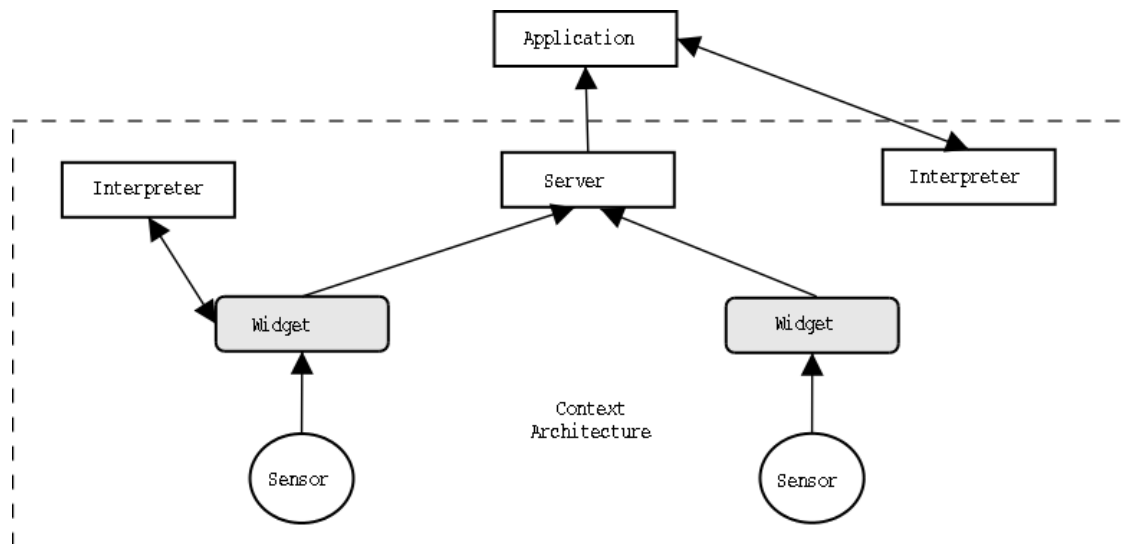 Application
Interpreter
Server
Interpreter
Widget
Widget
Context
Architecture
Sensor
Sensor